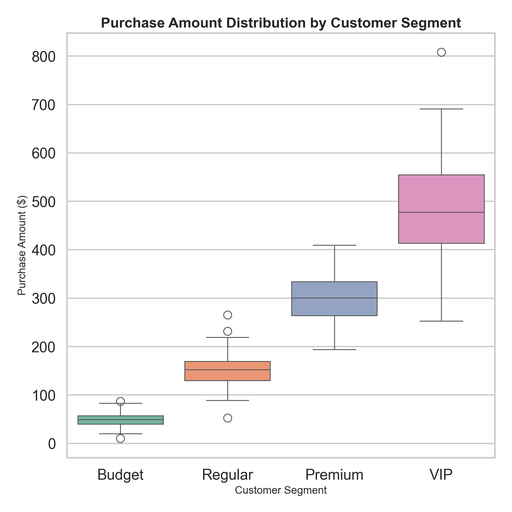 Purchase Amount Distribution by Customer Segment
Purchase Amount ($)
800
700
600
500
400
300
200
100
0
Budget
Regular
Premium
VIP
Customer Segment